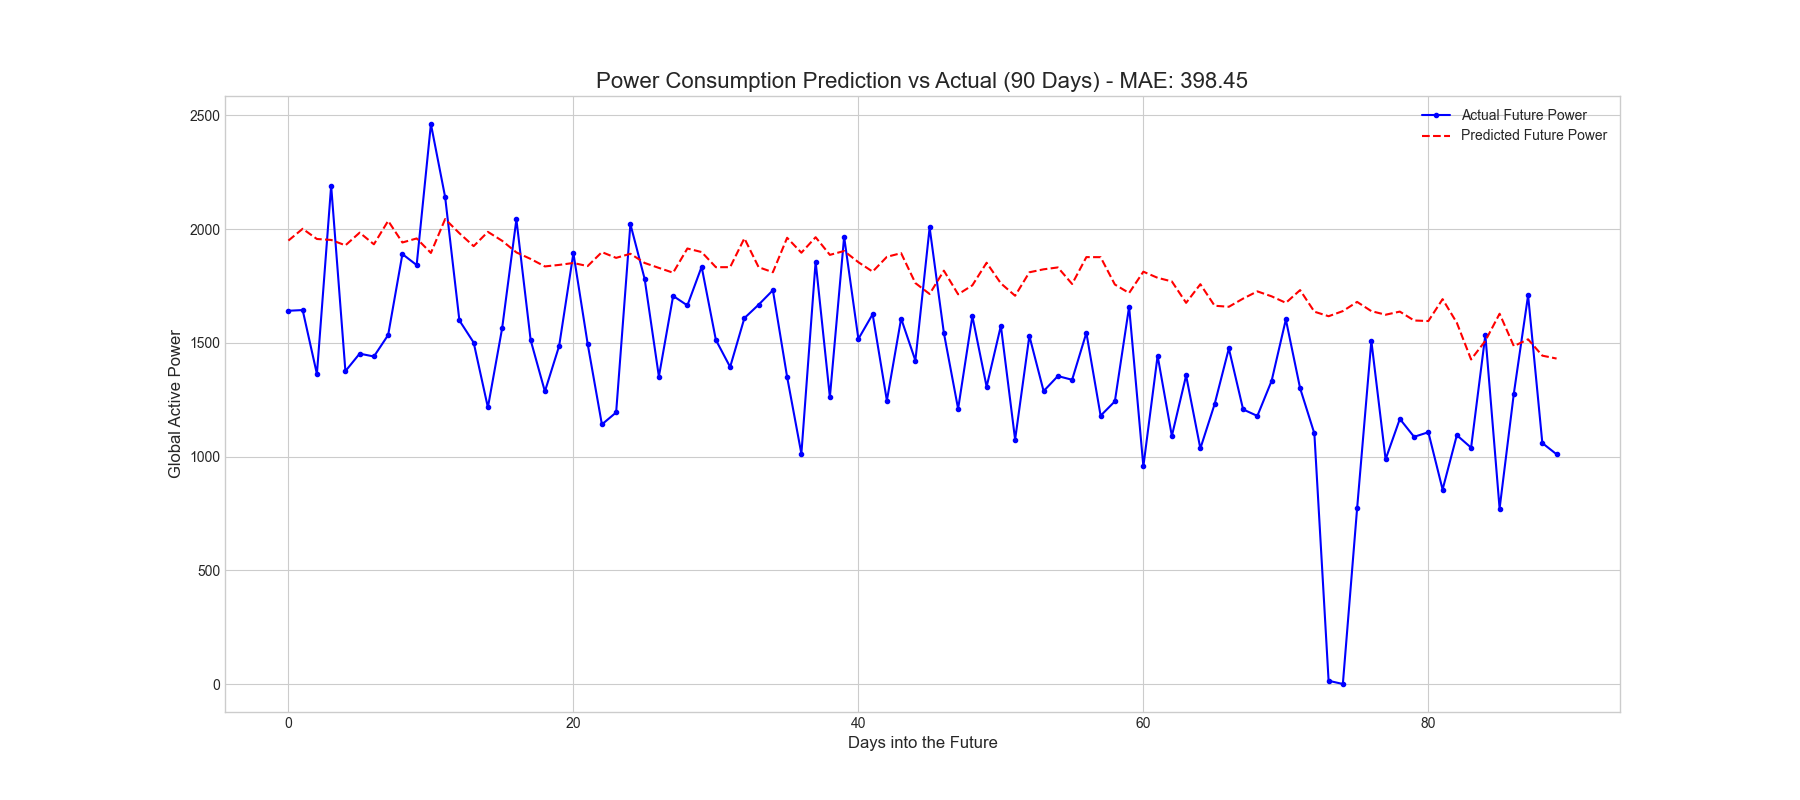 Power Consumption Prediction vs Actual (90 Days) - MAE: 398.45
Actual Future Power
Predicted Future Power
Global Active Power
2500
2000
1500
1000
500
0
0 20 40 60 80
Days into the Future